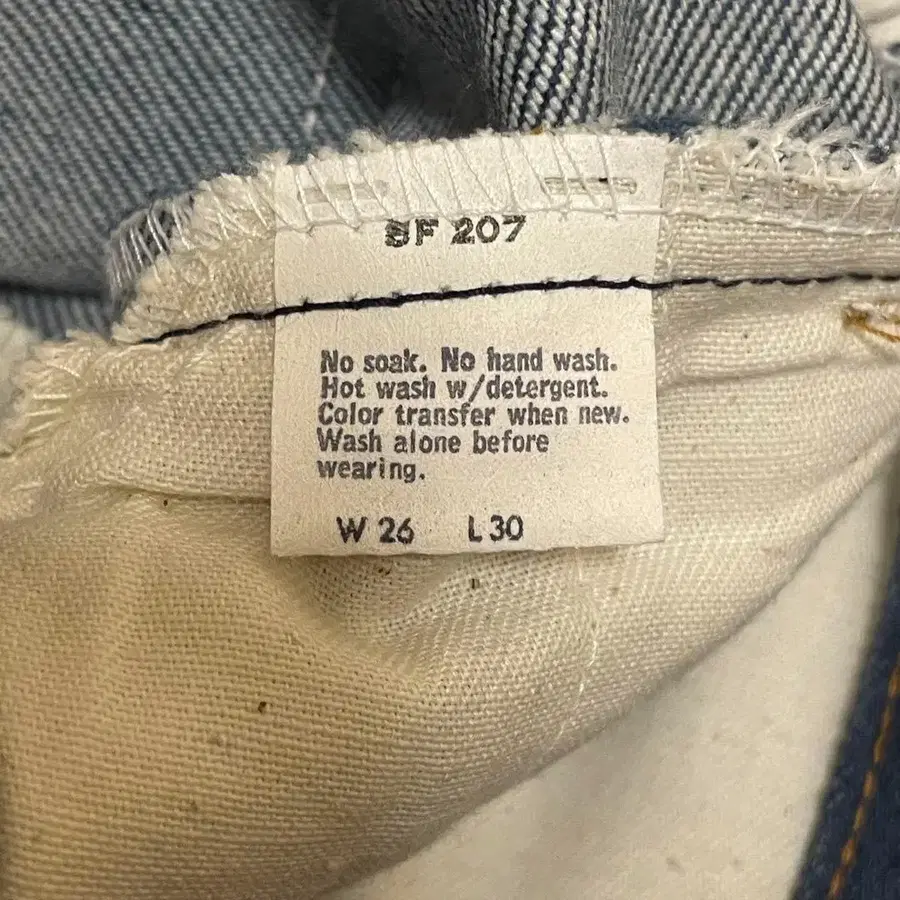 SF 207
No soak. No hand wash.
Hot wash w/detergent.
Color transfer when new.
Wash alone before
wearing.
W 26 L 30